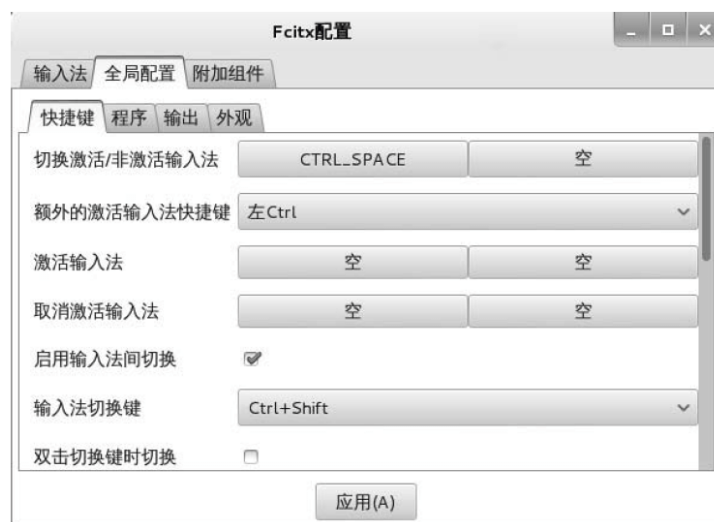 Fcitx配置
输入法 全局配置 附加组件
快捷键 程序 输出 外观
切换激活/非激活输入法 CTRL_SPACE 空
额外的激活输入法快捷键 左Ctrl
激活输入法 空 空
取消激活输入法 空 空
启用输入法间切换
输入法切换键 Ctrl+Shift
双击切换键时切换
应用(A)